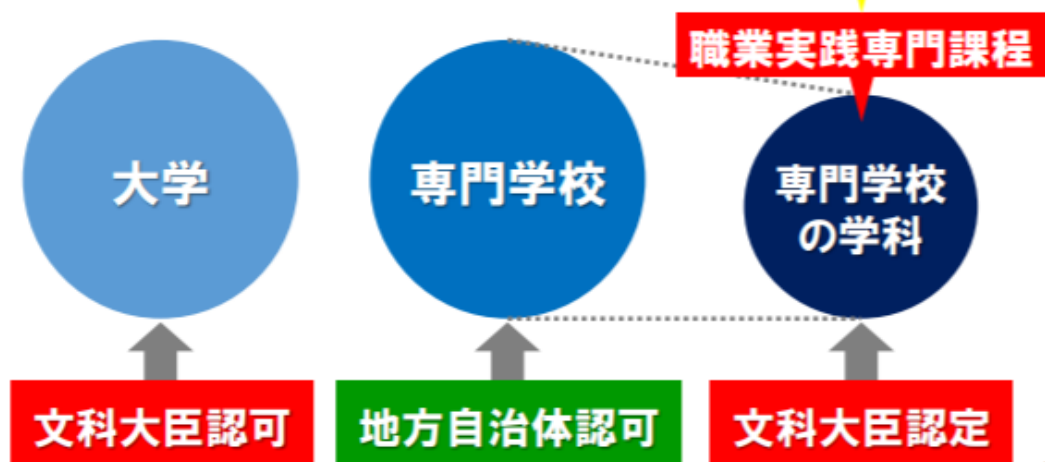 職業実践専門課程
大学
専門学校
専門学校
の学科
文科大臣認可
地方自治体認可
文科大臣認定